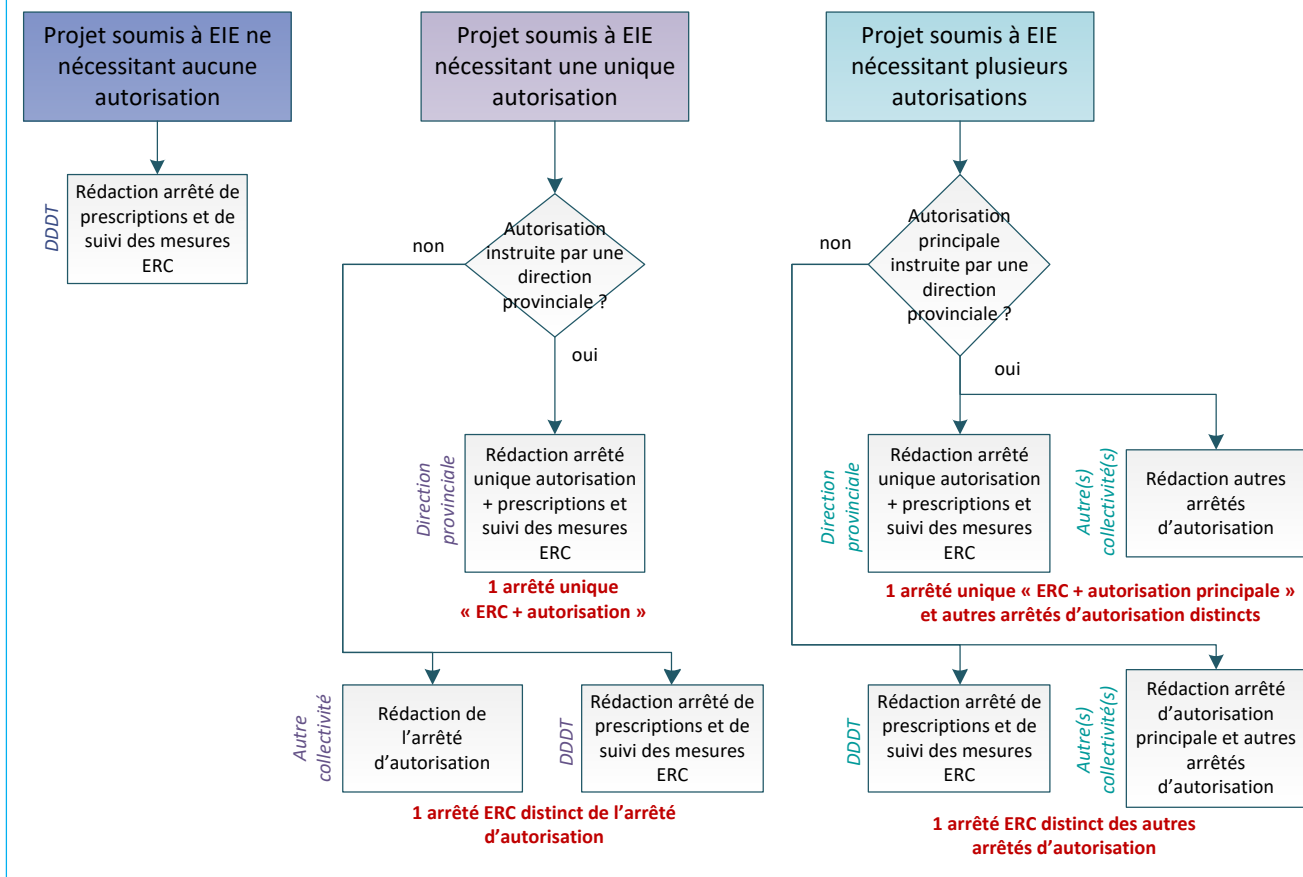 Projet soumis à EIE ne
nécessitant aucune
autorisation
DDDT
Rédaction arrêté de
prescriptions et de
suivi des mesures
ERC
Projet soumis à EIE
nécessitant une unique
autorisation
Autorisation
instruite par une
direction
provinciale ?
non
oui
Direction
provinciale
Rédaction arrêté
unique autorisation
+ prescriptions et
suivi des mesures
ERC
1 arrêté unique
« ERC + autorisation »
Autre
collectivité
Rédaction de
l’arrêté
d’autorisation
DDDT
Rédaction arrêté de
prescriptions et de
suivi des mesures
ERC
1 arrêté ERC distinct de l’arrêté
d’autorisation
Projet soumis à EIE
nécessitant plusieurs
autorisations
Autorisation
principale
instruite par une
direction
provinciale ?
non
oui
Direction
provinciale
Rédaction arrêté
unique autorisation
+ prescriptions et
suivi des mesures
ERC
Autre(s)
collectivité(s)
Rédaction autres
arrêtés
d’autorisation
1 arrêté unique « ERC + autorisation principale »
et autres arrêtés d’autorisation distincts
DDDT
Rédaction arrêté de
prescriptions et de
suivi des mesures
ERC
Autre(s)
collectivité(s)
Rédaction arrêté
d’autorisation
principale et autres
arrêtés
d’autorisation
1 arrêté ERC distinct des autres
arrêtés d’autorisation